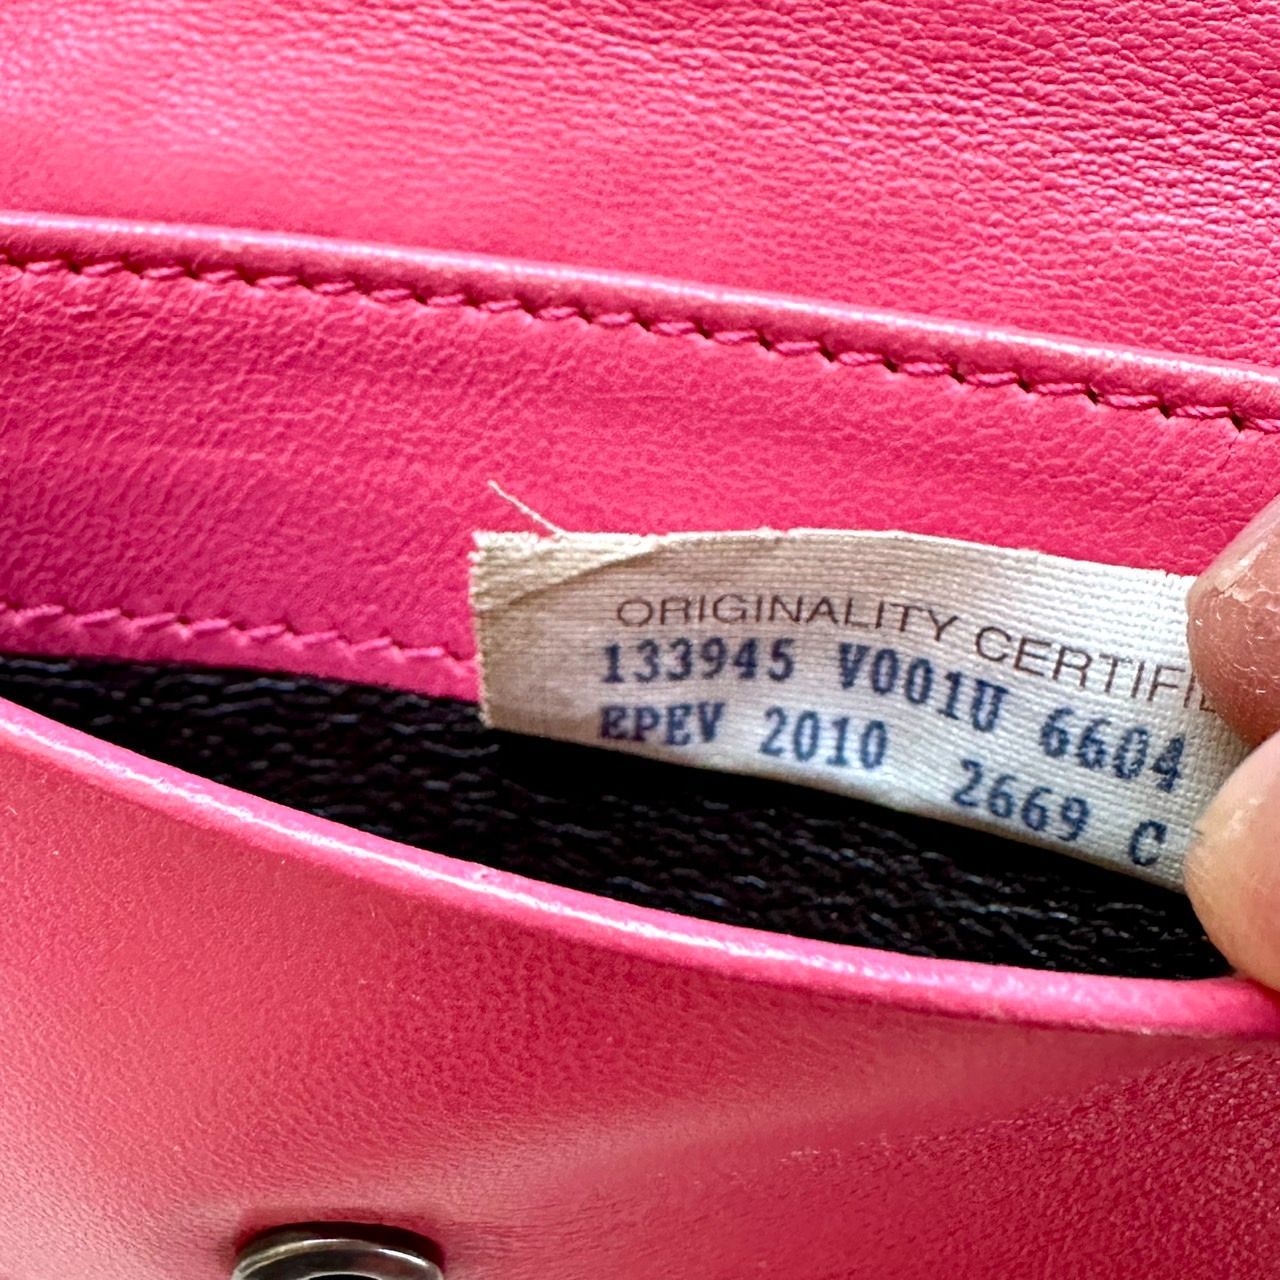 ORIGINALITY CERTIFI
133945 V001U 6604
EPEV 2010 2669 C